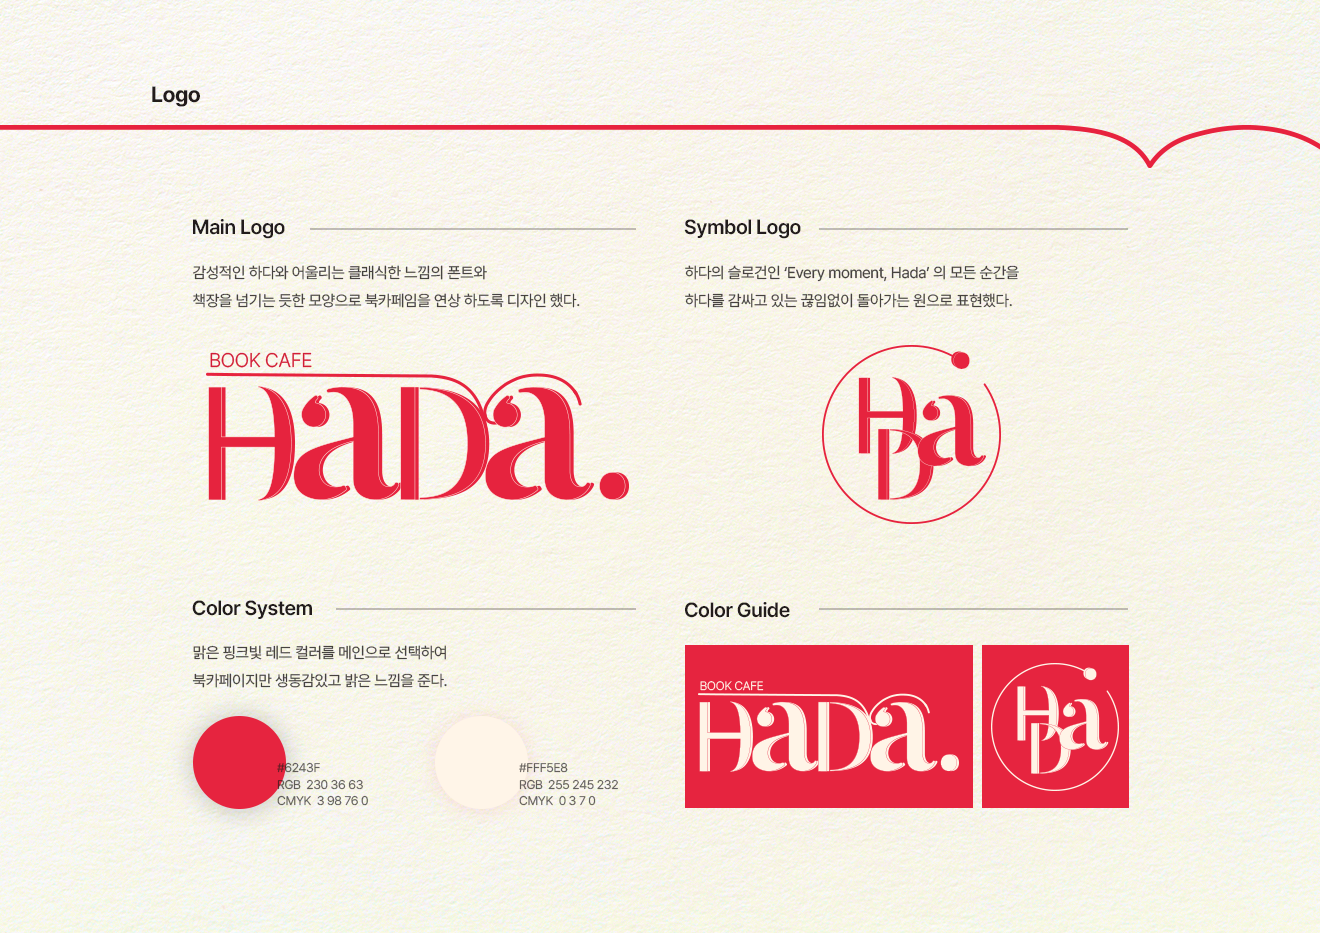 Logo
Main Logo
감성적인 하다와 어울리는 클래식한 느낌의 폰트와
책장을 넘기는 듯한 모양으로 북카페임을 연상 하도록 디자인 했다.
BOOK CAFE
HaDa.
Symbol Logo
하다의 슬로건인 ‘Every moment, Hada’ 의 모든 순간을
하다를 감싸고 있는 끊임없이 돌아가는 원으로 표현했다.
HaDa
Color System
맑은 핑크빛 레드 컬러를 메인으로 선택하여
북카페이지만 생동감있고 밝은 느낌을 준다.
#6243F
RGB 230 36 63
CMYK 3 98 76 0
#FFF5E8
RGB 255 245 232
CMYK 0 3 7 0
Color Guide
BOOK CAFE
HaDa.
HaDa